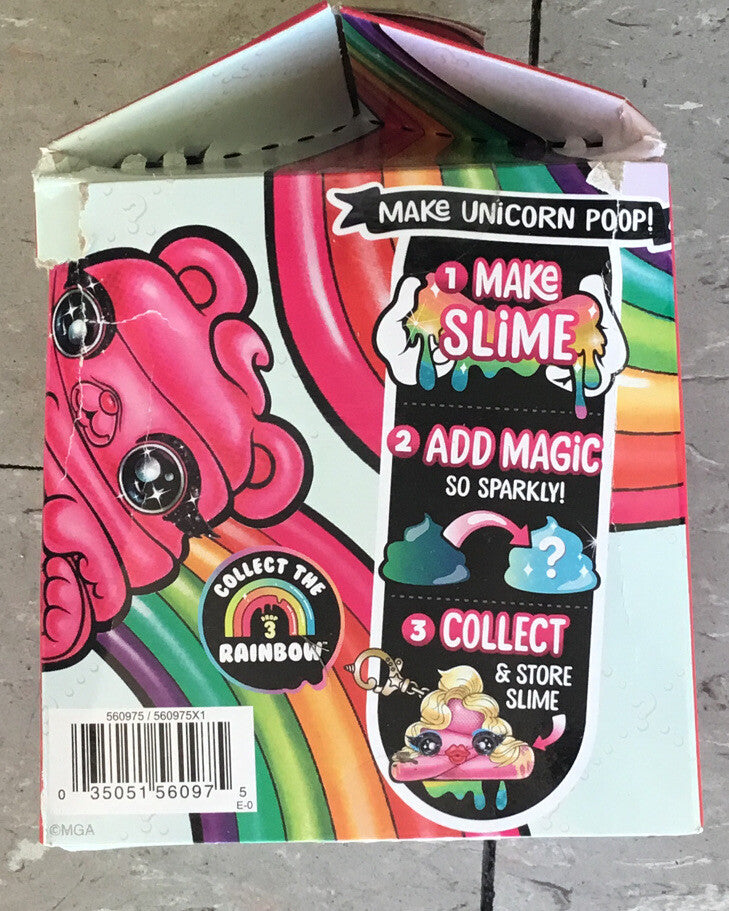 MAKE UNICORN POOP!
1 MAKE
SLIME
2 ADD MAGIC
SO SPARKLY!
?
3 COLLECT
& STORE
SLIME
COLLECT THE
3
RAINBOW
560975 / 560975X1
0 35051 56097 5
E-0
©MGA